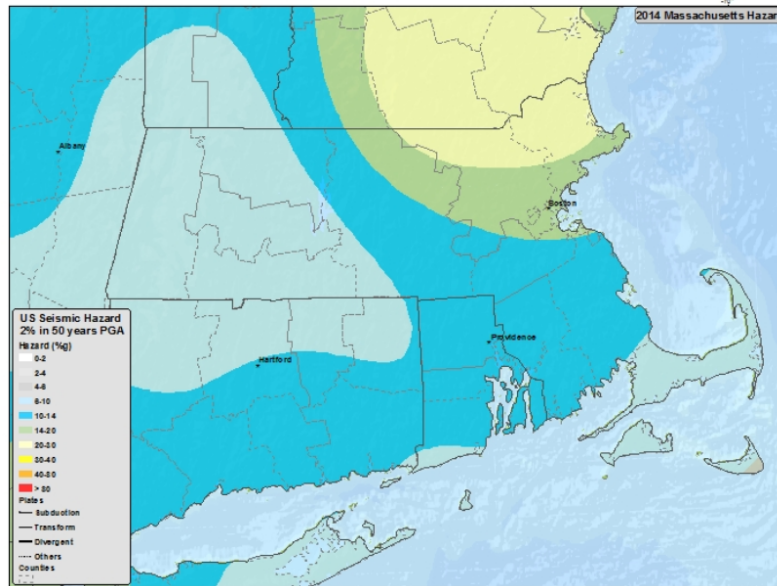 2014 Massachusetts Hazar
Albany
Boston
Providence
Hartford
US Seismic Hazard
2% in 50 years PGA
Hazard (%g)
0-2
2-4
4-6
6-10
10-14
14-20
20-30
30-40
40-80
> 80
Plates
Subduction
Transform
Divergent
Others
Counties